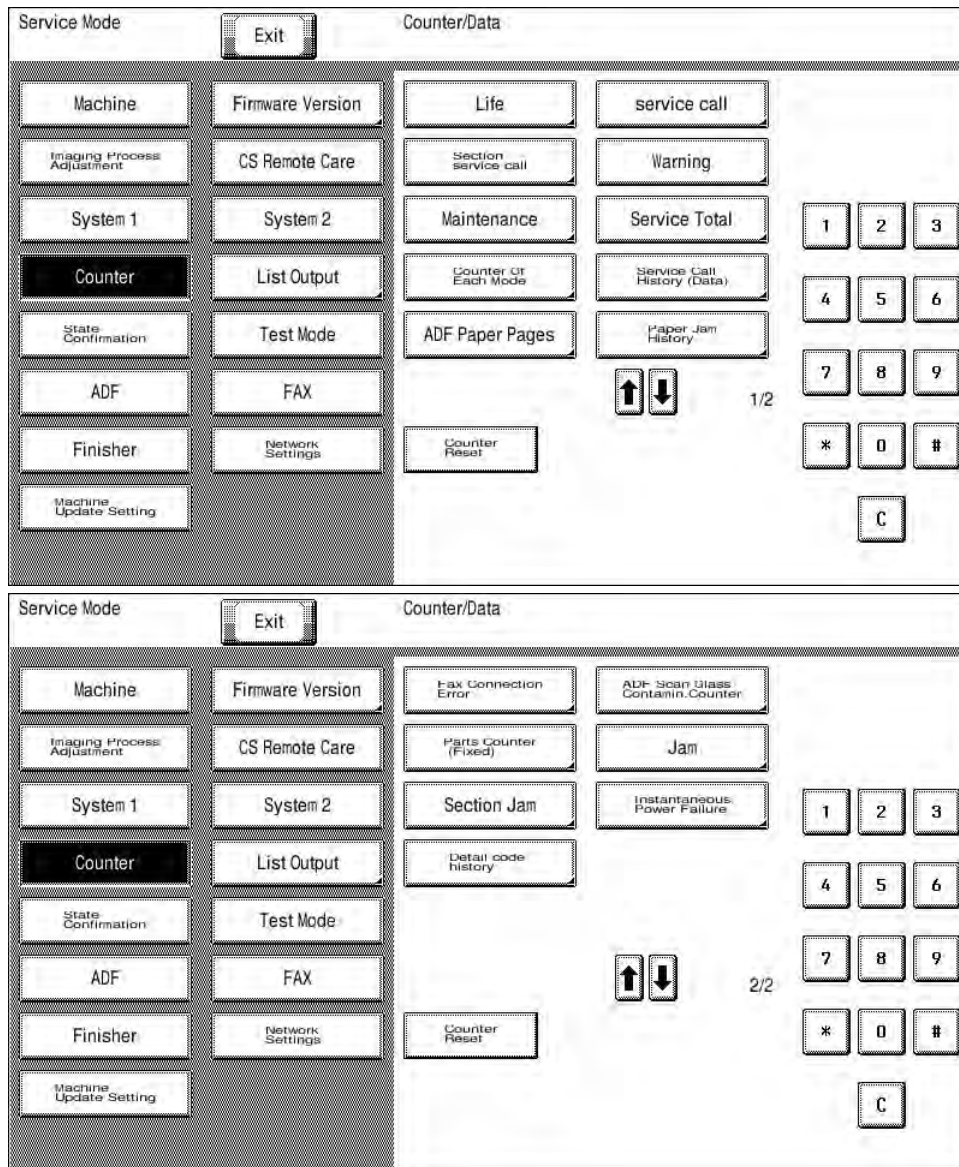 Service Mode
Exit
Counter/Data
Machine
Firmware Version
Life
service call
Imaging Process
Adjustment
CS Remote Care
Section
service call
Warning
System 1
System 2
Maintenance
Service Total
1 2 3
Counter
List Output
Counter Of
Each Mode
Service Call
History (Data)
4 5 6
State
Confirmation
Test Mode
ADF Paper Pages
Paper Jam
History
7 8 9
ADF
FAX
1/2
Finisher
Network
Settings
Counter
Reset
* 0 #
Machine
Update Setting
C
Service Mode
Exit
Counter/Data
Machine
Firmware Version
Fax Connection
Error
ADF Scan Glass
Contamin.Counter
Imaging Process
Adjustment
CS Remote Care
Parts Counter
(Fixed)
Jam
System 1
System 2
Section Jam
Instantaneous
Power Failure
1 2 3
Counter
List Output
Detail code
history
4 5 6
State
Confirmation
Test Mode
7 8 9
ADF
FAX
2/2
Finisher
Network
Settings
Counter
Reset
* 0 #
Machine
Update Setting
C